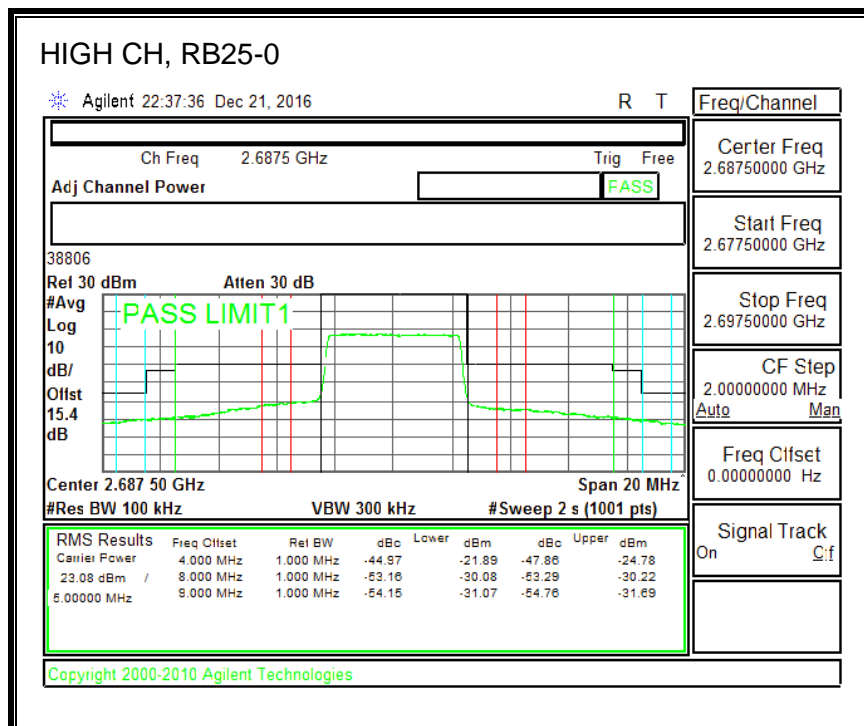 HIGH CH, RB25-0
Agilent 22:37:36 Dec 21, 2016 R T
Ch Freq 2.6875 GHz Trig Free
Adj Channel Power PASS
38806
Ref 30 dBm Atten 30 dB
#Avg
Log
10
dB/
Offst
15.4
dB
PASS LIMIT1
Center 2.687 50 GHz Span 20 MHz
#Res BW 100 kHz VBW 300 kHz #Sweep 2 s (1001 pts)
RMS Results Freq Offset Ref BW dBc Lower dBm dBc Upper dBm
Carrier Power 4.000 MHz 1.000 MHz -44.97 -21.89 -47.86 -24.78
23.08 dBm / 8.000 MHz 1.000 MHz -53.16 -30.08 -53.29 -30.22
5.00000 MHz 9.000 MHz 1.000 MHz -54.15 -31.07 -54.76 -31.69
Copyright 2000-2010 Agilent Technologies
Freq/Channel
Center Freq
2.68750000 GHz
Start Freq
2.67750000 GHz
Stop Freq
2.69750000 GHz
CF Step
2.00000000 MHz
Auto Man
Freq Offset
0.00000000 Hz
Signal Track
On Off